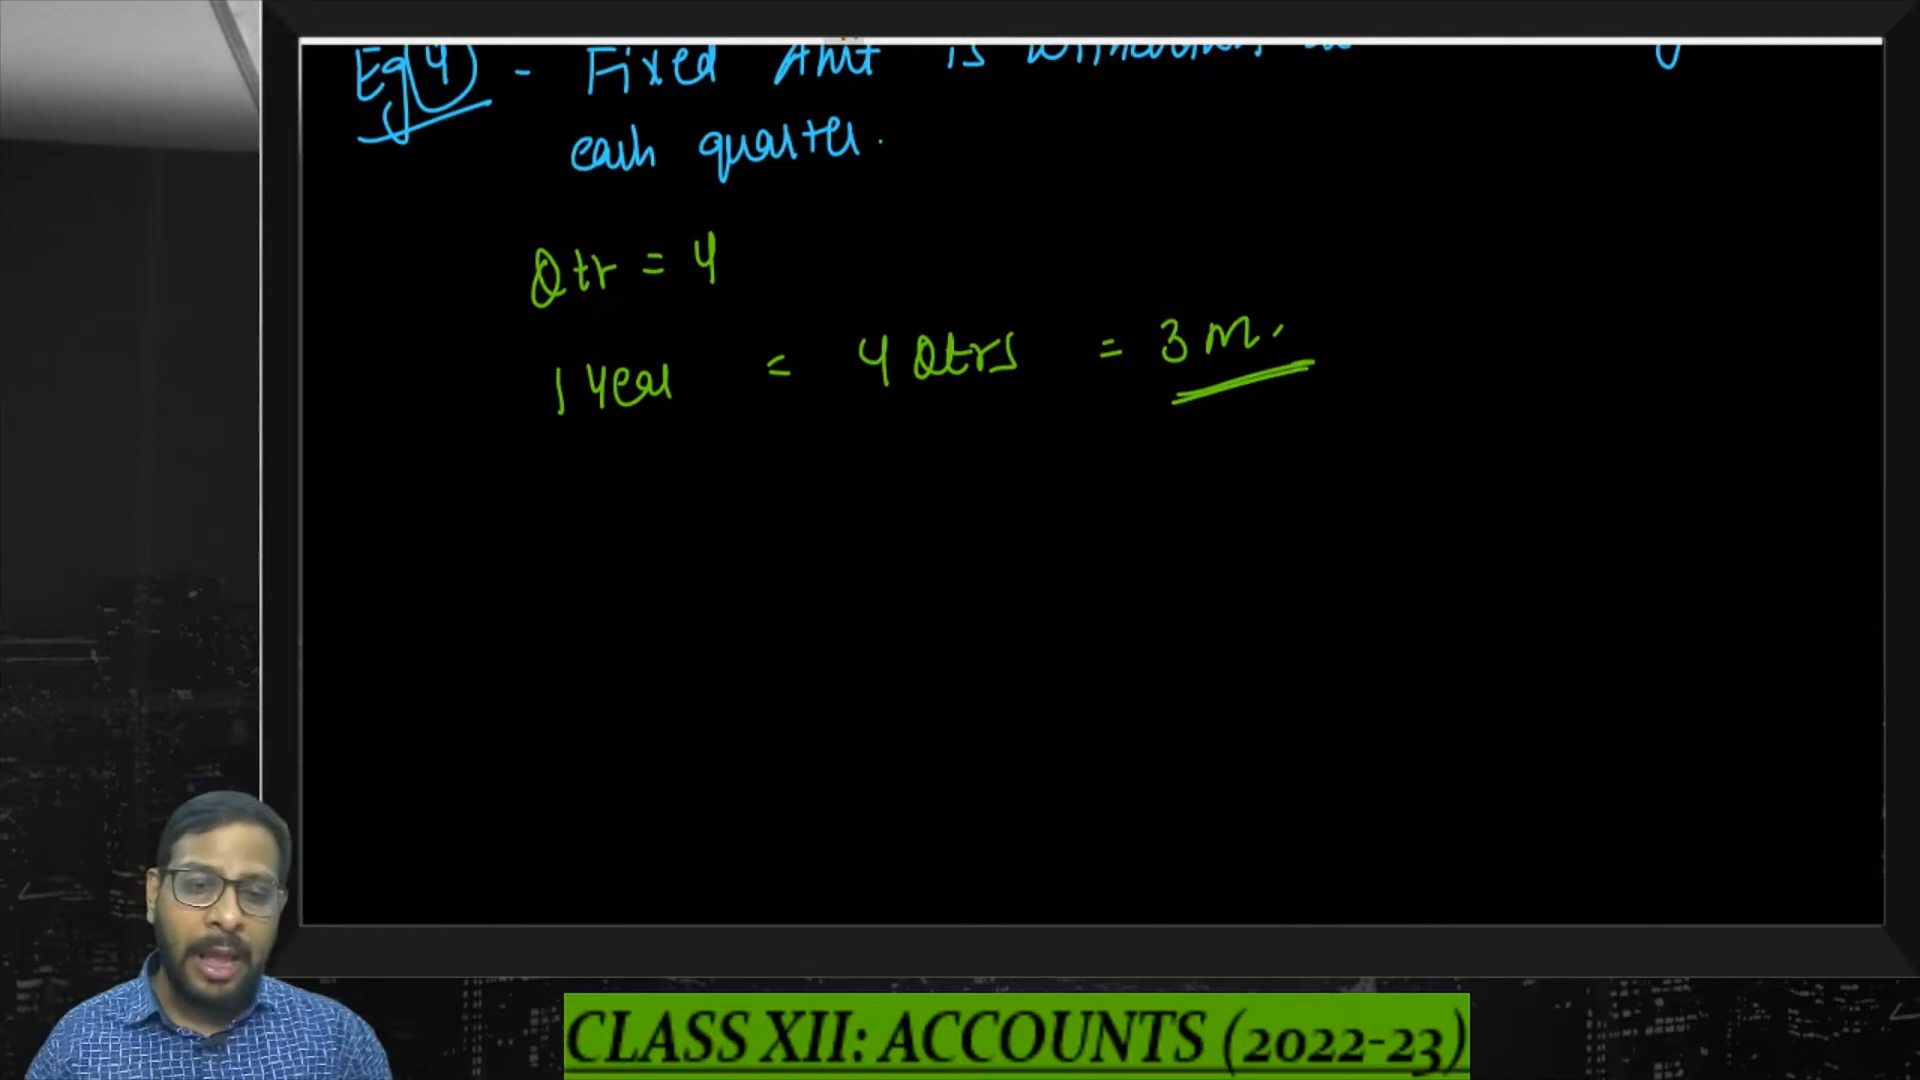 Eg(4) - Fixed Amt is
each quarter.
Qtr = 4
1 Year = 4 Qtrs = 3 m.
CLASS XII: ACCOUNTS (2022-23)